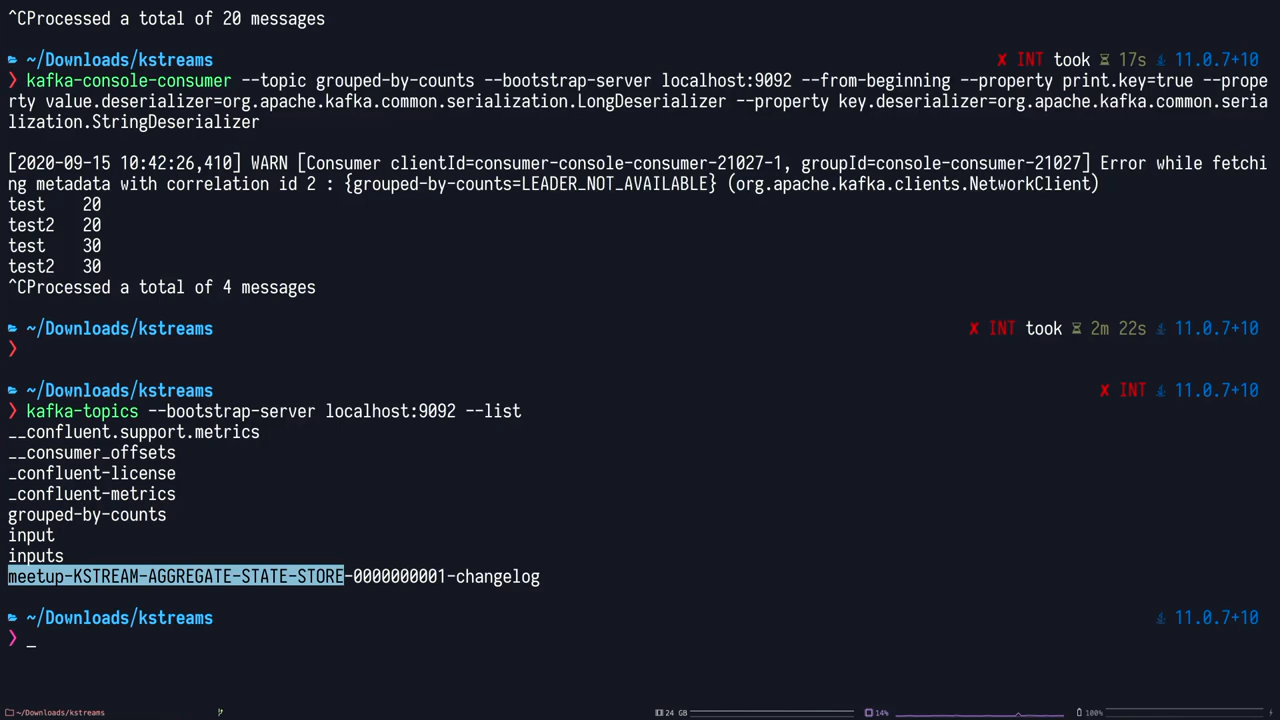 ^CProcessed a total of 20 messages
~/Downloads/kstreams ✘ INT took 17s 11.0.7+10
❯ kafka-console-consumer --topic grouped-by-counts --bootstrap-server localhost:9092 --from-beginning --property print.key=true --prope
rty value.deserializer=org.apache.kafka.common.serialization.LongDeserializer --property key.deserializer=org.apache.kafka.common.seria
lization.StringDeserializer
[2020-09-15 10:42:26,410] WARN [Consumer clientId=consumer-console-consumer-21027-1, groupId=console-consumer-21027] Error while fetchi
ng metadata with correlation id 2 : {grouped-by-counts=LEADER_NOT_AVAILABLE} (org.apache.kafka.clients.NetworkClient)
test 20
test2 20
test 30
test2 30
^CProcessed a total of 4 messages
~/Downloads/kstreams ✘ INT took 2m 22s 11.0.7+10
❯
~/Downloads/kstreams ✘ INT 11.0.7+10
❯ kafka-topics --bootstrap-server localhost:9092 --list
__confluent.support.metrics
__consumer_offsets
_confluent-license
_confluent-metrics
grouped-by-counts
input
inputs
meetup-KSTREAM-AGGREGATE-STATE-STORE-0000000001-changelog
~/Downloads/kstreams 11.0.7+10
❯ _
~/Downloads/kstreams 24 GB 14% 100%